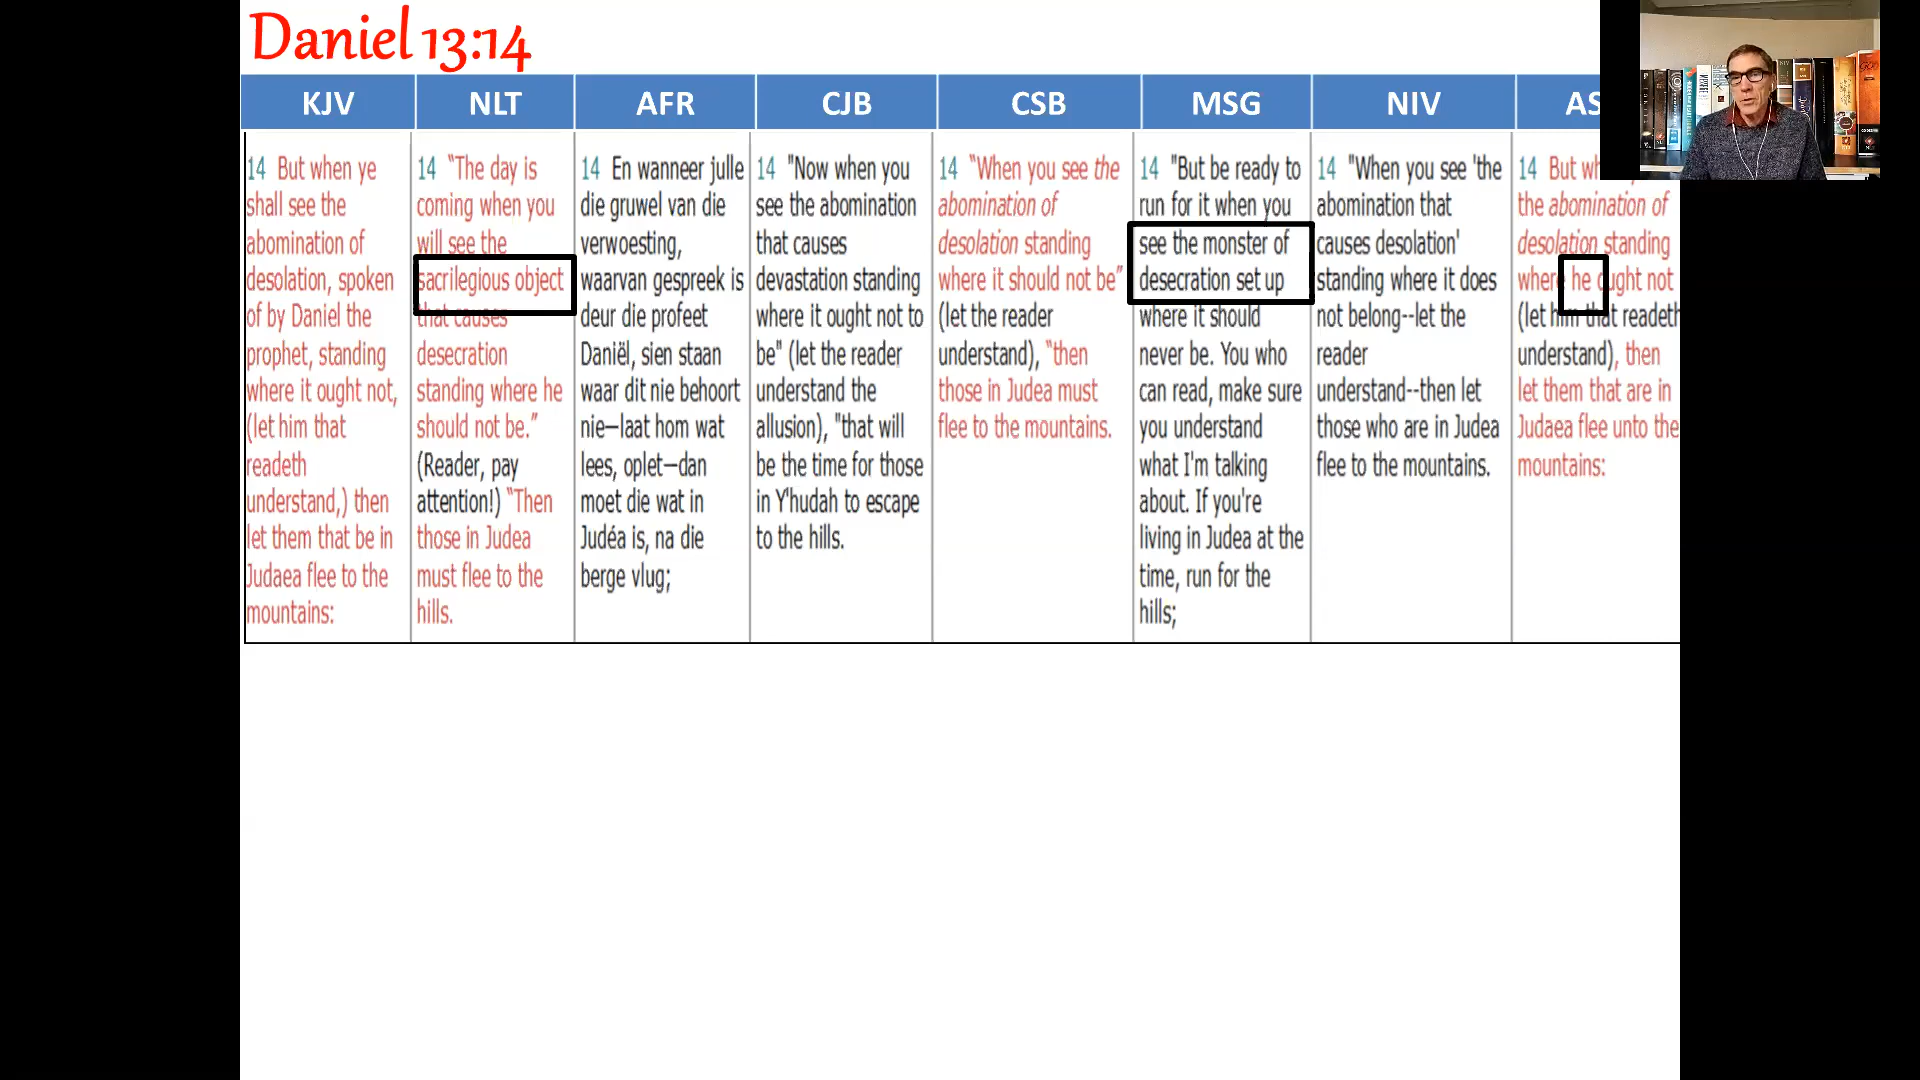 Daniel 13:14
KJV
NLT
AFR
CJB
CSB
MSG
NIV
AS
14 But when ye
shall see the
abomination of
desolation, spoken
of by Daniel the
prophet, standing
where it ought not,
(let him that
readeth
understand,) then
let them that be in
Judaea flee to the
mountains:
14 “The day is
coming when you
will see the
sacrilegious object
that causes
desecration
standing where he
should not be.”
(Reader, pay
attention!) “Then
those in Judea
must flee to the
hills.
14 En wanneer julle
die gruwel van die
verwoesting,
waarvan gespreek is
deur die profeet
Daniël, sien staan
waar dit nie behoort
nie—laat hom wat
lees, oplet—dan
moet die wat in
Judéa is, na die
berge vlug;
14 "Now when you
see the abomination
that causes
devastation standing
where it ought not to
be" (let the reader
understand the
allusion), "that will
be the time for those
in Y'hudah to escape
to the hills.
14 “When you see the
abomination of
desolation standing
where it should not be”
(let the reader
understand), “then
those in Judea must
flee to the mountains.
14 "But be ready to
run for it when you
see the monster of
desecration set up
where it should
never be. You who
can read, make sure
you understand
what I'm talking
about. If you're
living in Judea at the
time, run for the
hills;
14 "When you see 'the
abomination that
causes desolation'
standing where it does
not belong--let the
reader
understand--then let
those who are in Judea
flee to the mountains.
14 But
the abomination of
desolation standing
where he ought not
(let him that readeth
understand), then
let them that are in
Judaea flee unto the
mountains: